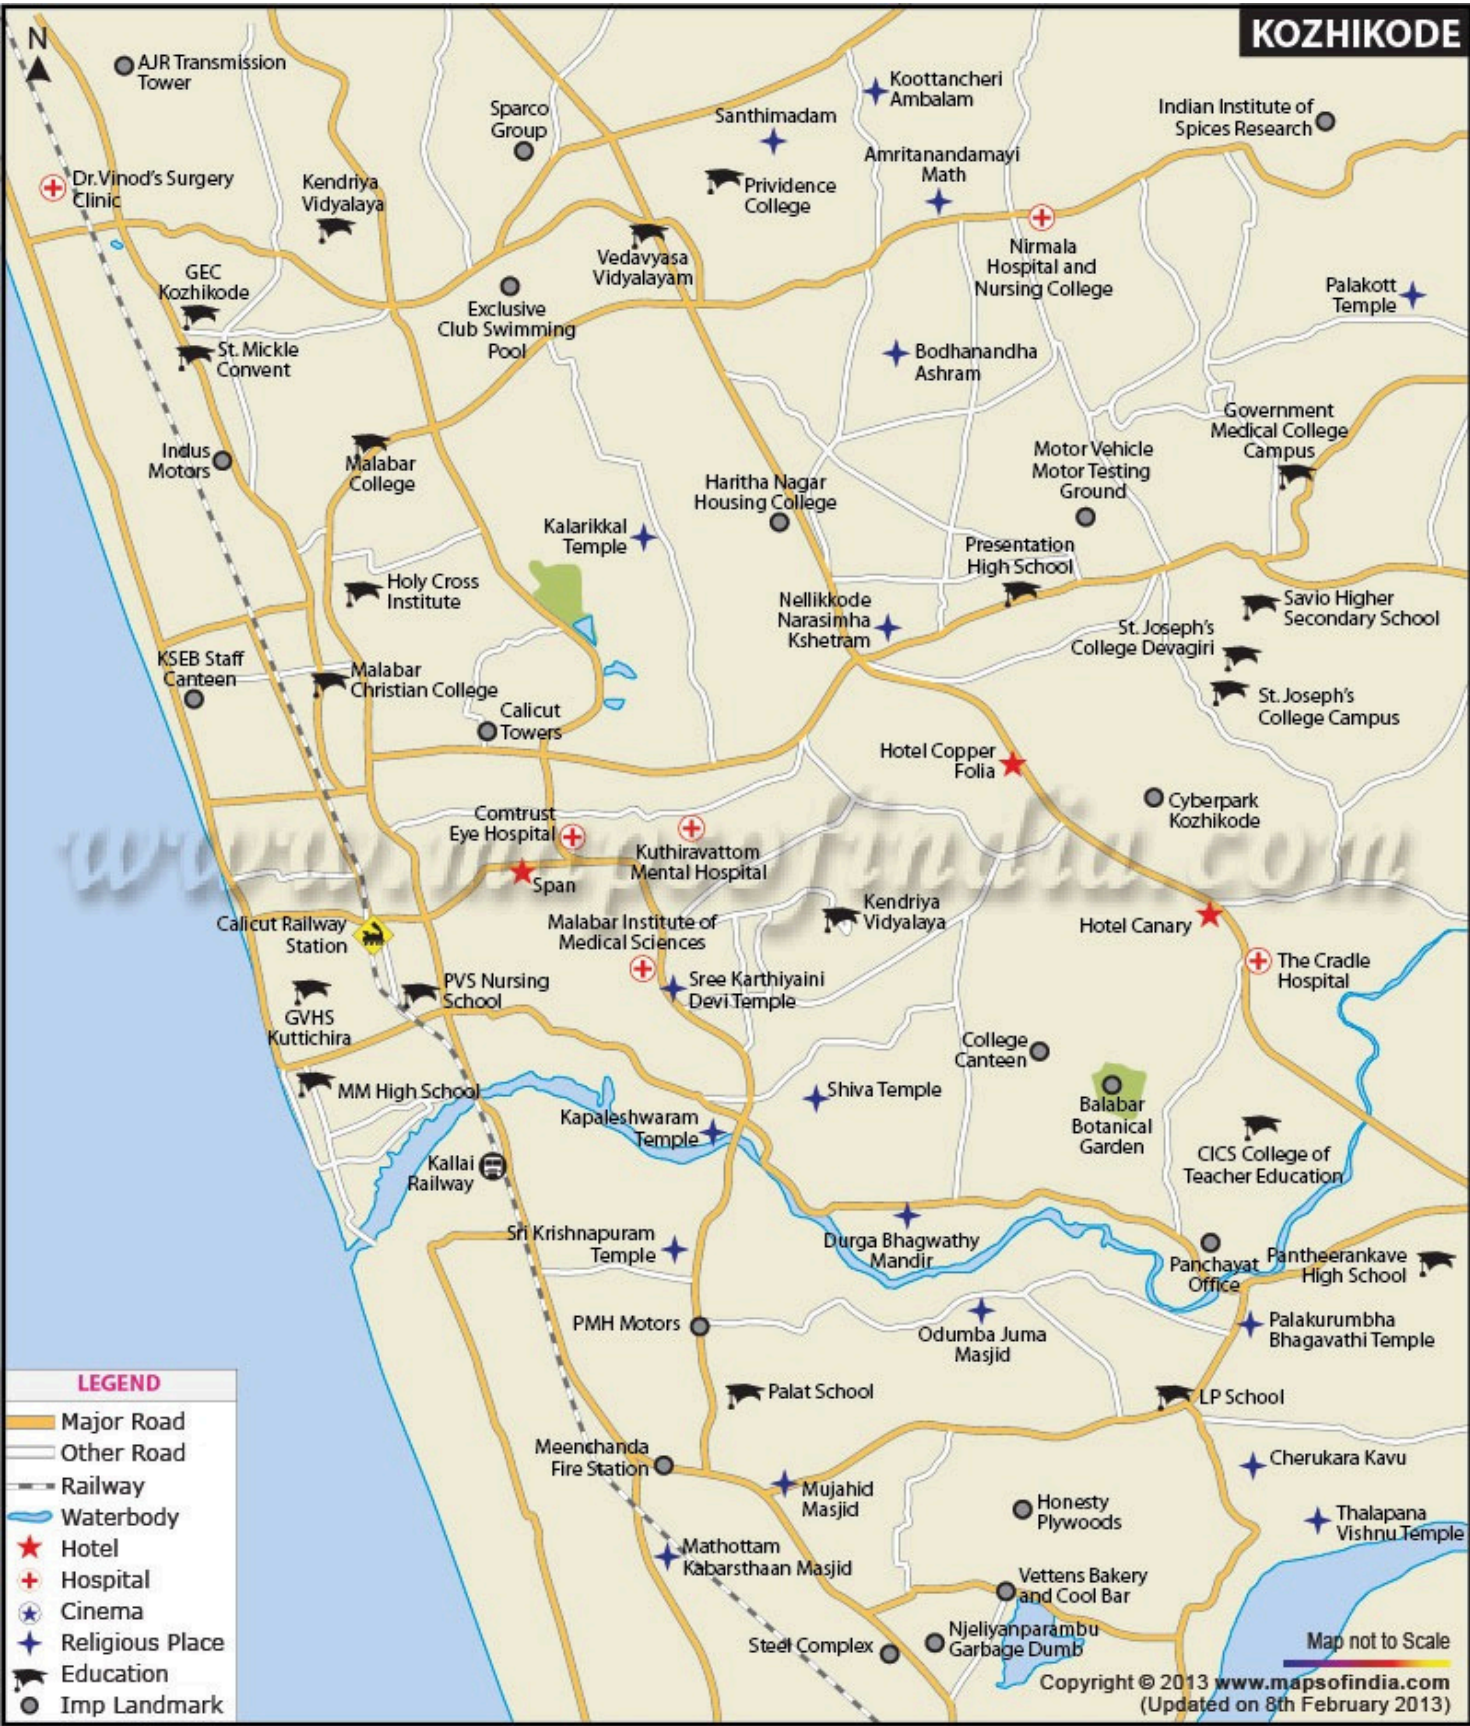 KOZHIKODE
N
AJR Transmission
Tower
Sparco
Group
Santhimadam
Koottancheri
Ambalam
Indian Institute of
Spices Research
Dr.Vinod's Surgery
Clinic
Kendriya
Vidyalaya
Prividence
College
Amritanandamayi
Math
Vedavyasa
Vidyalayam
Nirmala
Hospital and
Nursing College
GEC
Kozhikode
Exclusive
Club Swimming
Pool
Palakott
Temple
St. Mickle
Convent
Bodhanandha
Ashram
Indus
Motors
Malabar
College
Haritha Nagar
Housing College
Motor Vehicle
Motor Testing
Ground
Government
Medical College
Campus
Kalarikkal
Temple
Presentation
High School
Holy Cross
Institute
Nellikkode
Narasimha
Kshetram
Savio Higher
Secondary School
St. Joseph's
College Devagiri
KSEB Staff
Canteen
Malabar
Christian College
St. Joseph's
College Campus
Calicut
Towers
Hotel Copper
Folia
Cyberpark
Kozhikode
Comtrust
Eye Hospital
Kuthiravattom
Mental Hospital
www.mapsofindia.com
Span
Calicut Railway
Station
Malabar Institute of
Medical Sciences
Kendriya
Vidyalaya
Hotel Canary
The Cradle
Hospital
PVS Nursing
School
Sree Karthiyaini
Devi Temple
GVHS
Kuttichira
College
Canteen
MM High School
Shiva Temple
Balabar
Botanical
Garden
Kapaleshwaram
Temple
CICS College of
Teacher Education
Kallai
Railway
Sri Krishnapuram
Temple
Durga Bhagwathy
Mandir
Panchayat
Office
Pantheerankave
High School
PMH Motors
Odumba Juma
Masjid
Palakurumbha
Bhagavathi Temple
Palat School
LP School
Meenchanda
Fire Station
Mujahid
Masjid
Cherukara Kavu
Honesty
Plywoods
Thalapana
Vishnu Temple
Mathottam
Kabarsthaan Masjid
Vettens Bakery
and Cool Bar
Steel Complex
Njeliyanparambu
Garbage Dumb
LEGEND
Major Road
Other Road
Railway
Waterbody
Hotel
Hospital
Cinema
Religious Place
Education
Imp Landmark
Map not to Scale
Copyright © 2013 www.mapsofindia.com
(Updated on 8th February 2013)